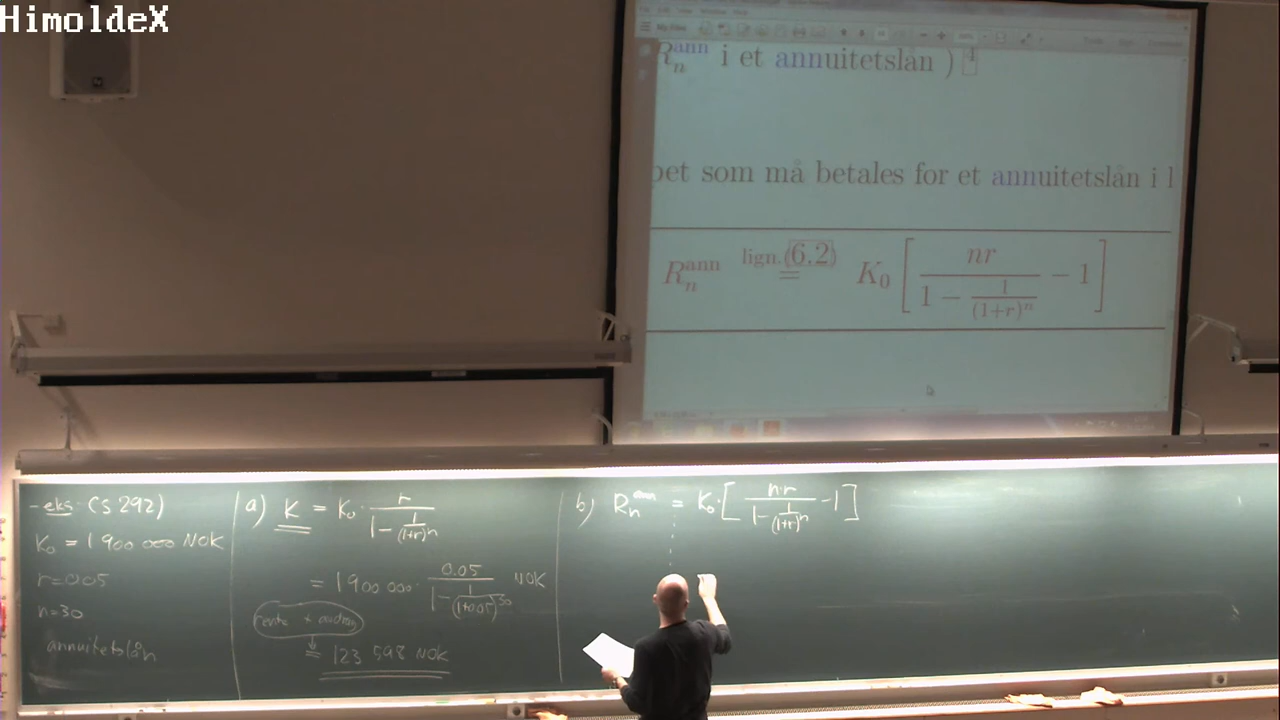 HimoldeX
R_n^ann i et annuitetslån )
som må betales for et annuitetslån i
R_n^ann lign.(6.2) = K_0 [ nr / (1 − 1/(1+r)^n) − 1 ]
- eks (s 292)
K_0 = 1 900 000 NOK
r=0.05
n=30
annuitetslån
a) K = K_0 · r / (1 − 1/(1+r)^n)
= 1 900 000 · 0.05 / (1 − 1/(1+0.05)^30) NOK
= 123 598 NOK
b) R_n^ann = K_0 · [ n·r / (1 − 1/(1+r)^n) − 1 ]